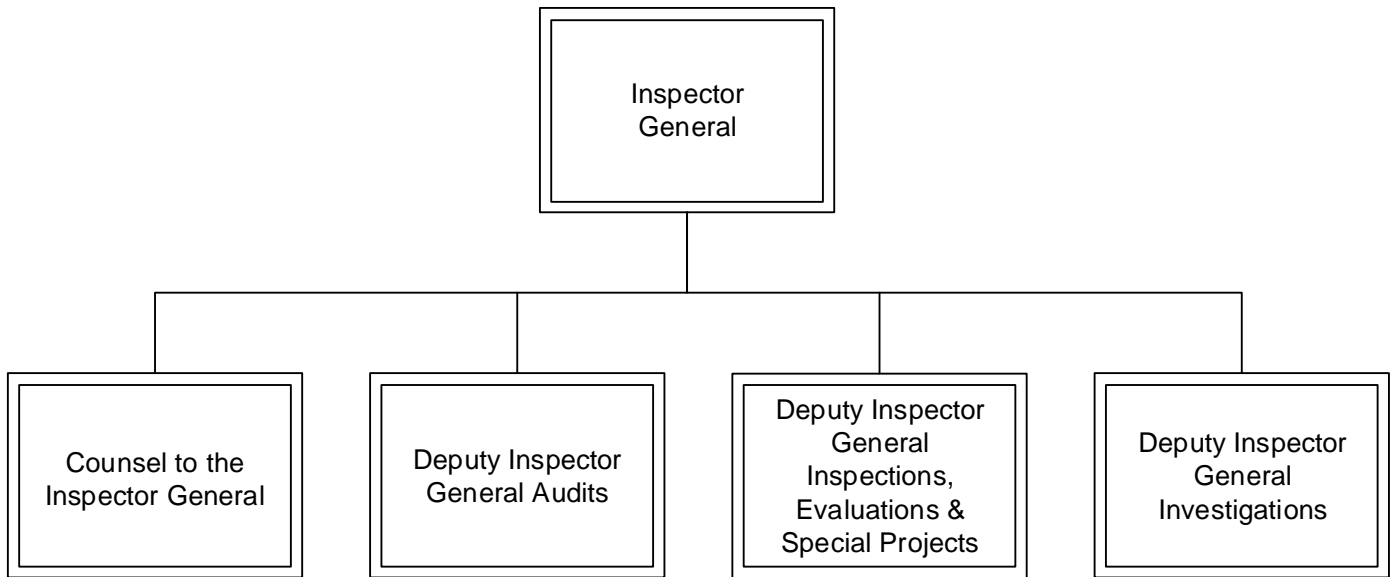 Inspector
General
Counsel to the
Inspector General
Deputy Inspector
General Audits
Deputy Inspector
General
Inspections,
Evaluations &
Special Projects
Deputy Inspector
General
Investigations